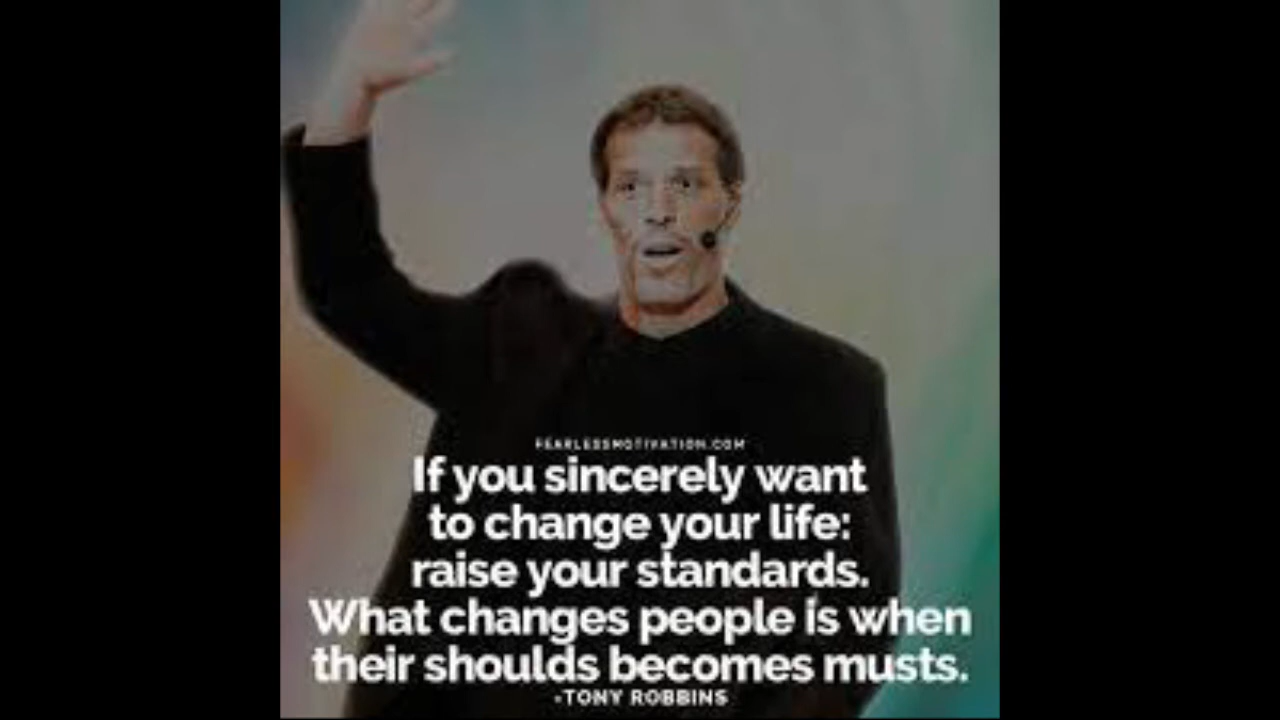 FEARLESSMOTIVATION.COM
If you sincerely want
to change your life:
raise your standards.
What changes people is when
their shoulds becomes musts.
-TONY ROBBINS